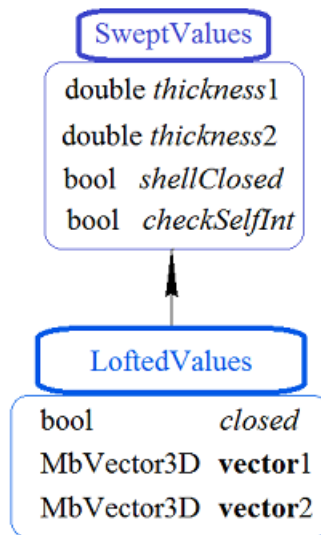 SweptValues
double thickness1
double thickness2
bool shellClosed
bool checkSelfInt
LoftedValues
bool closed
MbVector3D vector1
MbVector3D vector2